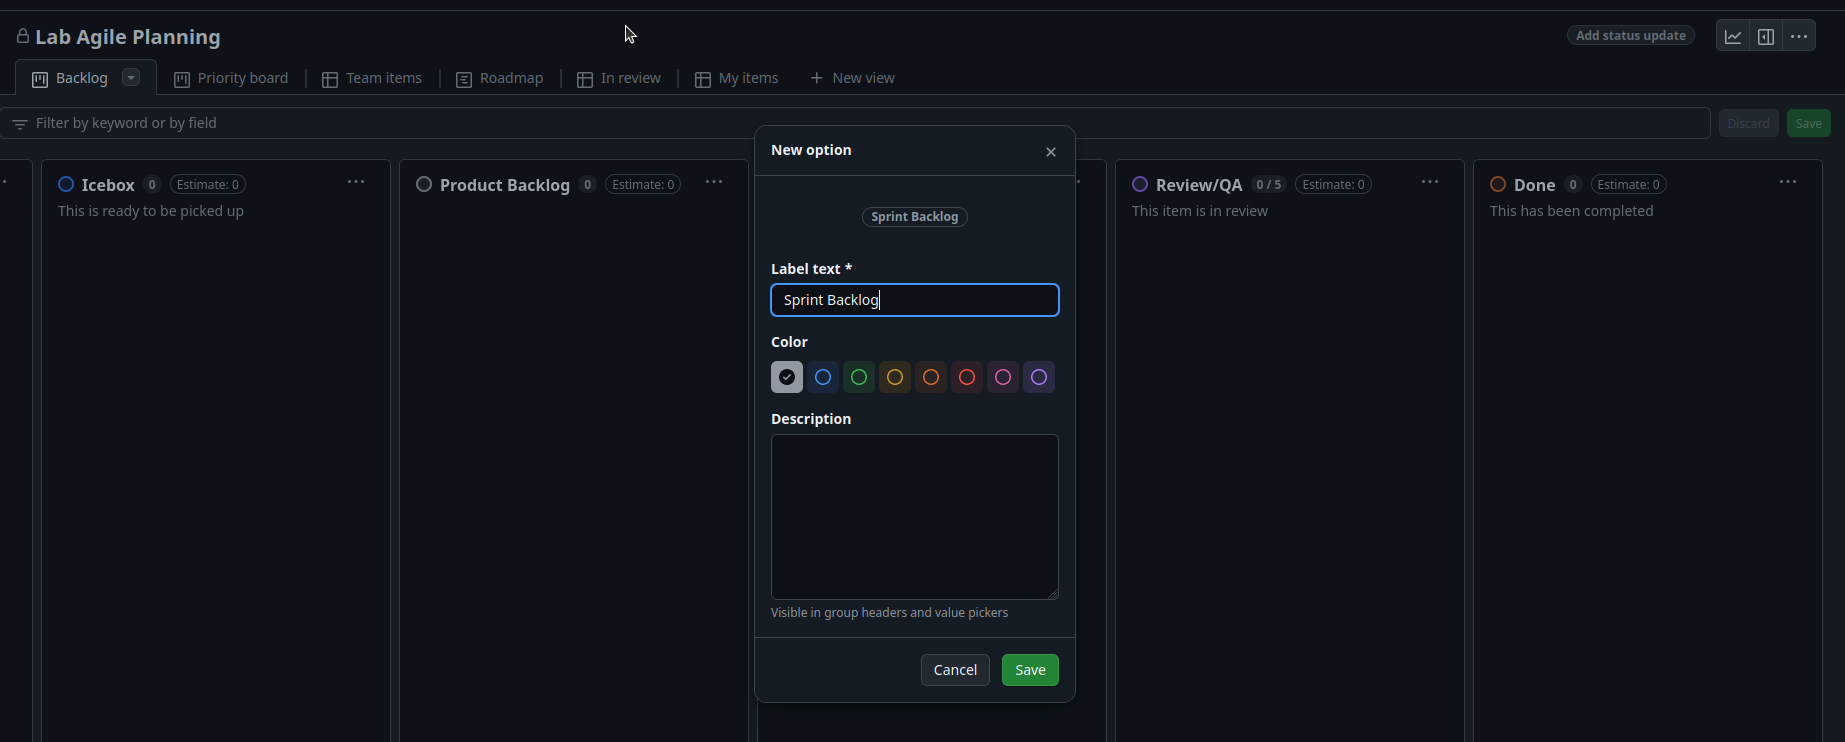 Lab Agile Planning
Add status update
Backlog
Priority board
Team items
Roadmap
In review
My items
New view
Filter by keyword or by field
Discard
Save
Icebox 0 Estimate: 0
This is ready to be picked up
Product Backlog 0 Estimate: 0
New option
Sprint Backlog
Label text *
Sprint Backlog
Color
Description
Visible in group headers and value pickers
Cancel
Save
Review/QA 0 / 5 Estimate: 0
This item is in review
Done 0 Estimate: 0
This has been completed